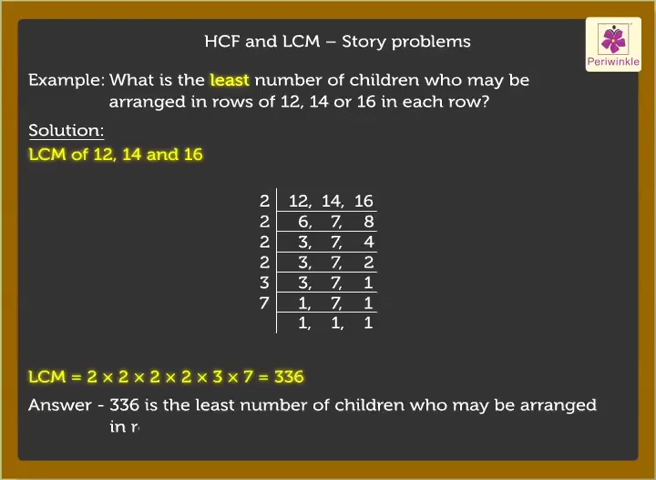 HCF and LCM – Story problems
Periwinkle
Example: What is the least number of children who may be
arranged in rows of 12, 14 or 16 in each row?
Solution:
LCM of 12, 14 and 16
2 12, 14, 16
2 6, 7, 8
2 3, 7, 4
2 3, 7, 2
3 3, 7, 1
7 1, 7, 1
1, 1, 1
LCM = 2 × 2 × 2 × 2 × 3 × 7 = 336
Answer - 336 is the least number of children who may be arranged
in r